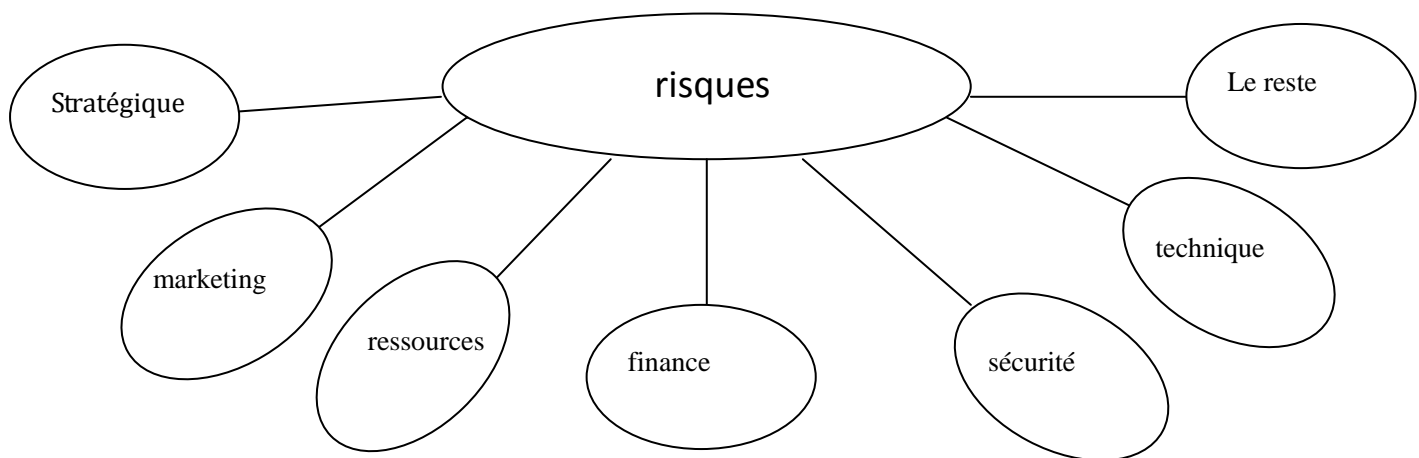 risques
Stratégique
Le reste
marketing
technique
ressources
finance
sécurité